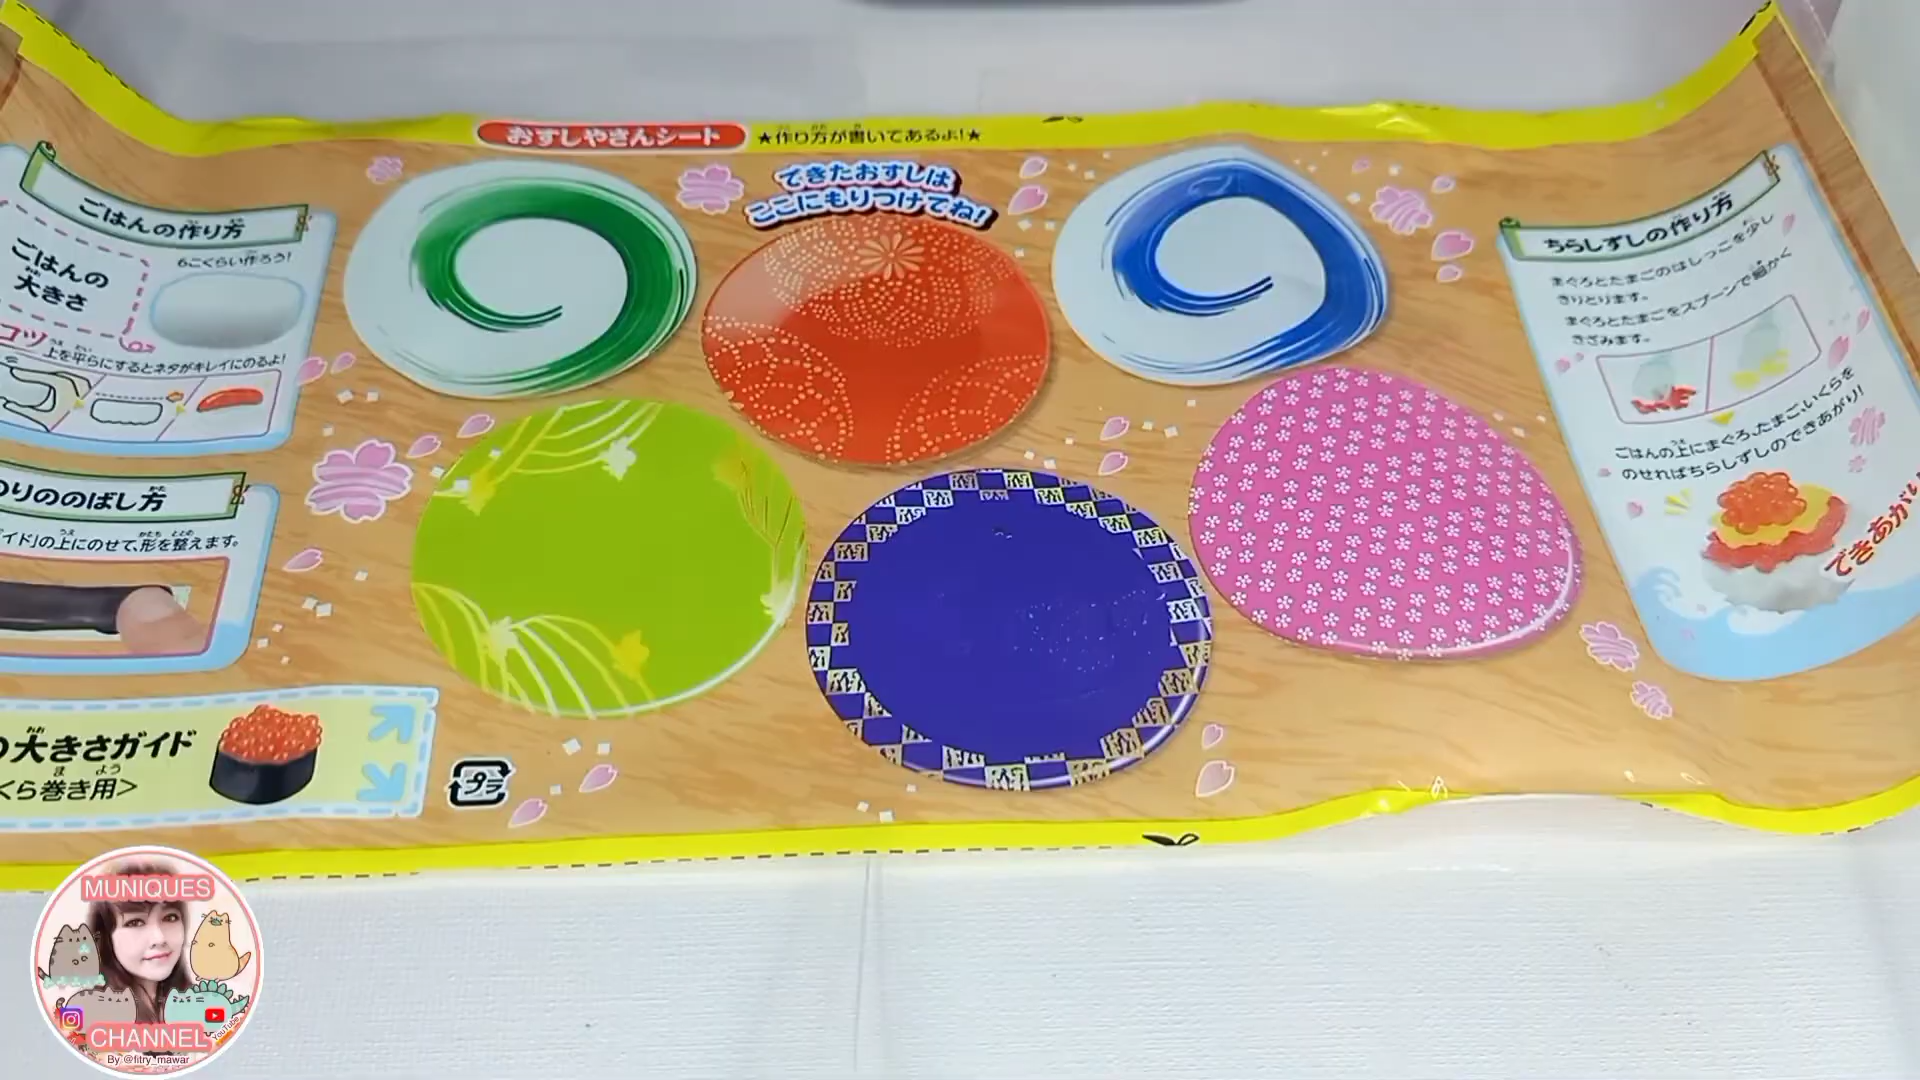 おすしやさんシート
★作り方が書いてあるよ!★
できたおすしは
ここにもりつけてね!
ごはんの作り方
6こくらい作ろう!
ごはんの
大きさ
コツ
上を平らにするとネタがキレイにのるよ!
りののばし方
イド」の上にのせて、形を整えます。
大きさガイド
くら巻き用>
プラ
ちらしずしの作り方
まぐろとたまごのはしっこを少し
きりとります。
まぐろとたまごをスプーンで細かく
きざみます。
ごはんの上にまぐろ、たまご、いくらを
のせればちらしずしのできあがり!
できあがり
MUNIQUES
CHANNEL
YouTube
By @fitry_mawar